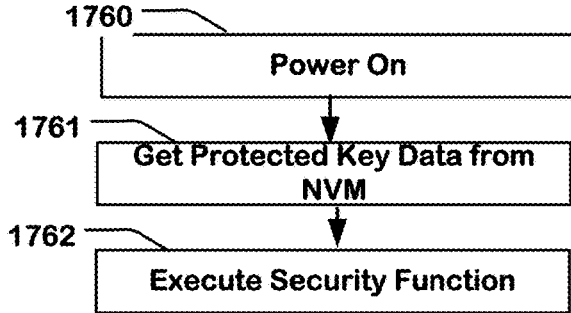 1760
Power On
1761
Get Protected Key Data from
NVM
1762
Execute Security Function